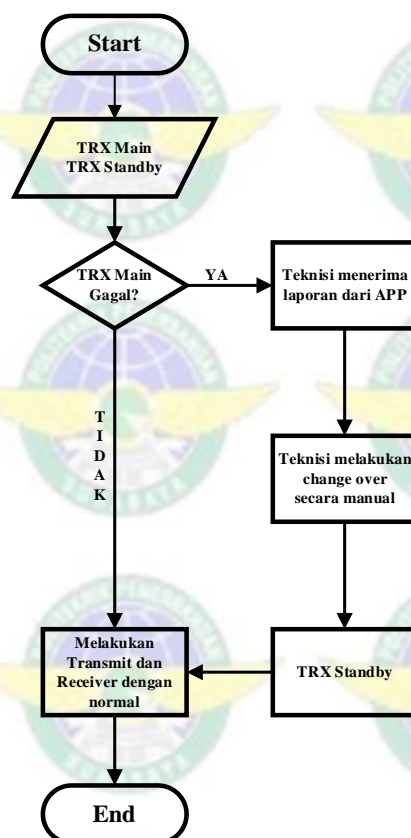 Start
TRX Main
TRX Standby
TRX Main
Gagal?
YA
Teknisi menerima
laporan dari APP
T
I
D
A
K
Teknisi melakukan
change over
secara manual
Melakukan
Transmit dan
Receiver dengan
normal
TRX Standby
End